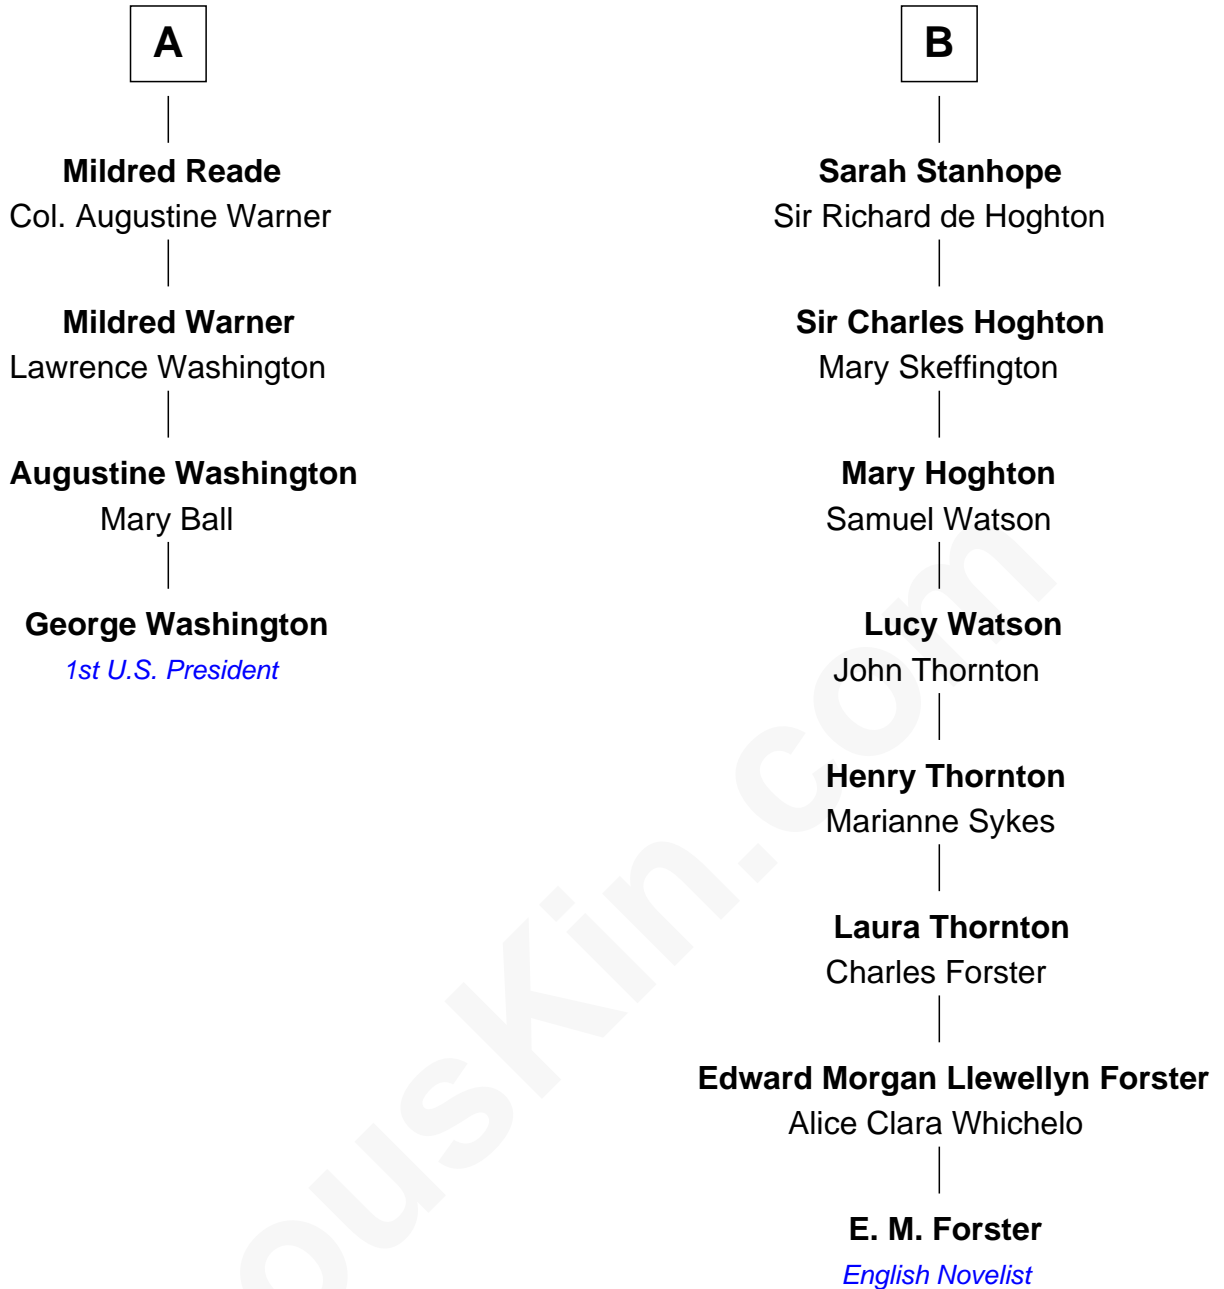 A
Mildred Reade
Col. Augustine Warner
Mildred Warner
Lawrence Washington
Augustine Washington
Mary Ball
George Washington
1st U.S. President
B
Sarah Stanhope
Sir Richard de Hoghton
Sir Charles Hoghton
Mary Skeffington
Mary Hoghton
Samuel Watson
Lucy Watson
John Thornton
Henry Thornton
Marianne Sykes
Laura Thornton
Charles Forster
Edward Morgan Llewellyn Forster
Alice Clara Whichelo
E. M. Forster
English Novelist
ousKin.com